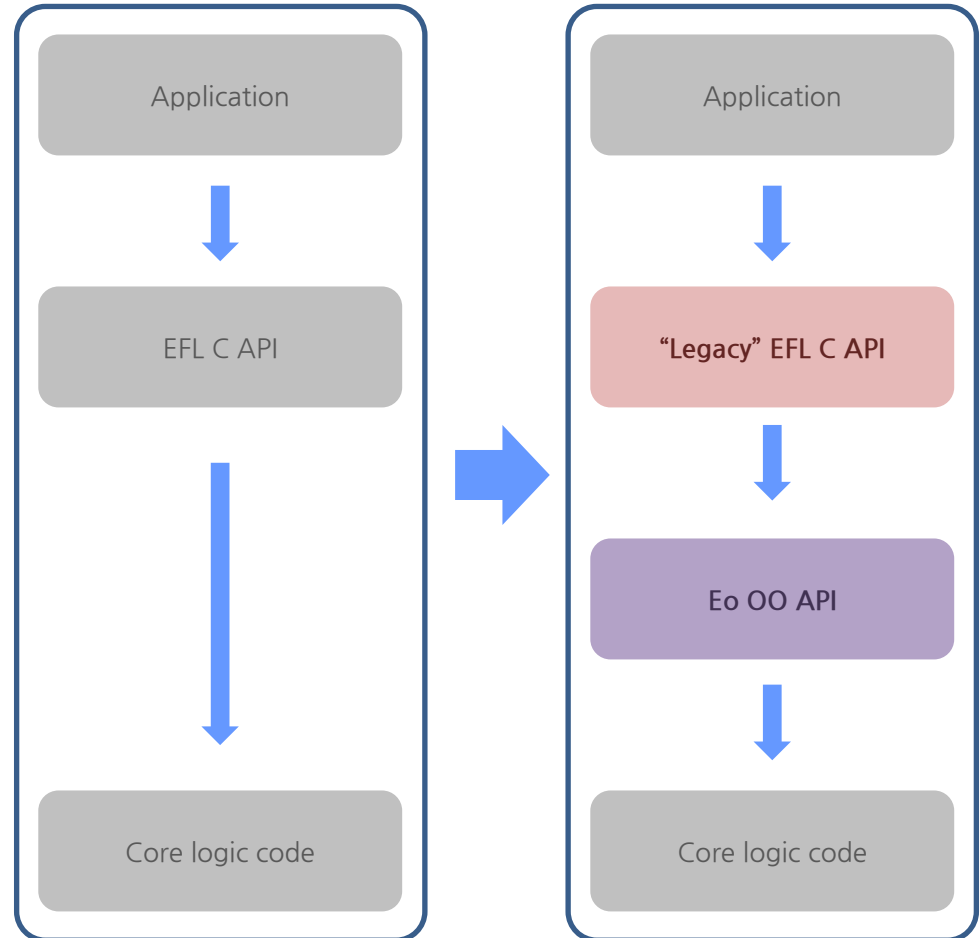 Application
EFL C API
Core logic code
Application
“Legacy” EFL C API
Eo OO API
Core logic code